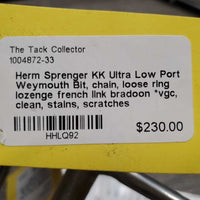 The Tack Collector
1004872-33
Herm Sprenger KK Ultra Low Port
Weymouth Bit, chain, loose ring
lozenge french link bradoon *vgc,
clean, stains, scratches
$230.00
HHLQ92